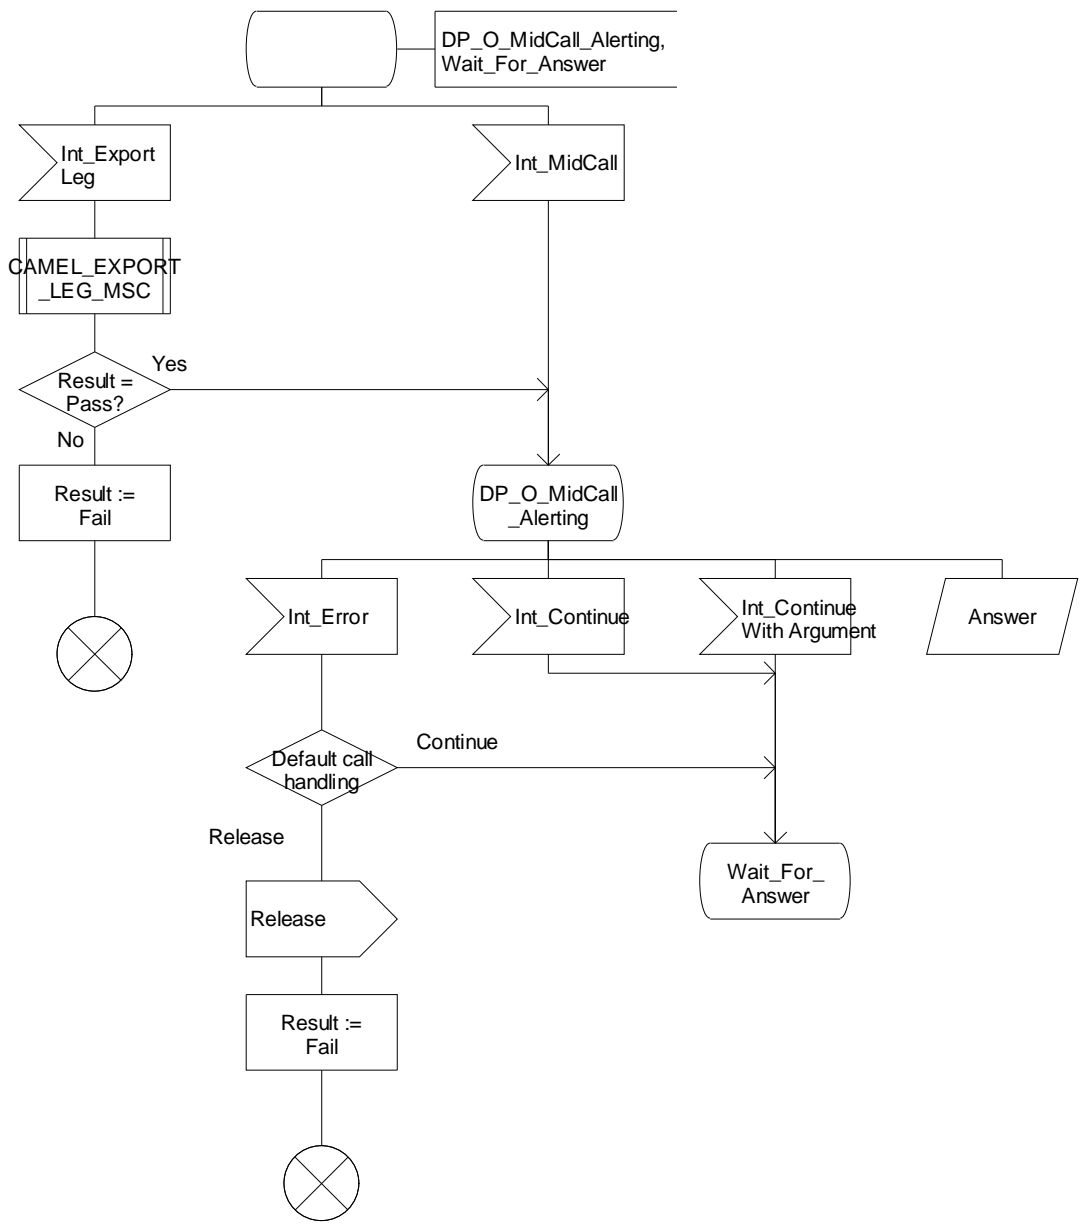 DP_O_MidCall_Alerting,
Wait_For_Answer
Int_Export
Leg
Int_MidCall
CAMEL_EXPORT
_LEG_MSC
Yes
Result =
Pass?
No
Result :=
Fail
DP_O_MidCall
_Alerting
Int_Error
Int_Continue
Int_Continue
With Argument
Answer
Default call
handling
Continue
Release
Wait_For_
Answer
Release
Result :=
Fail